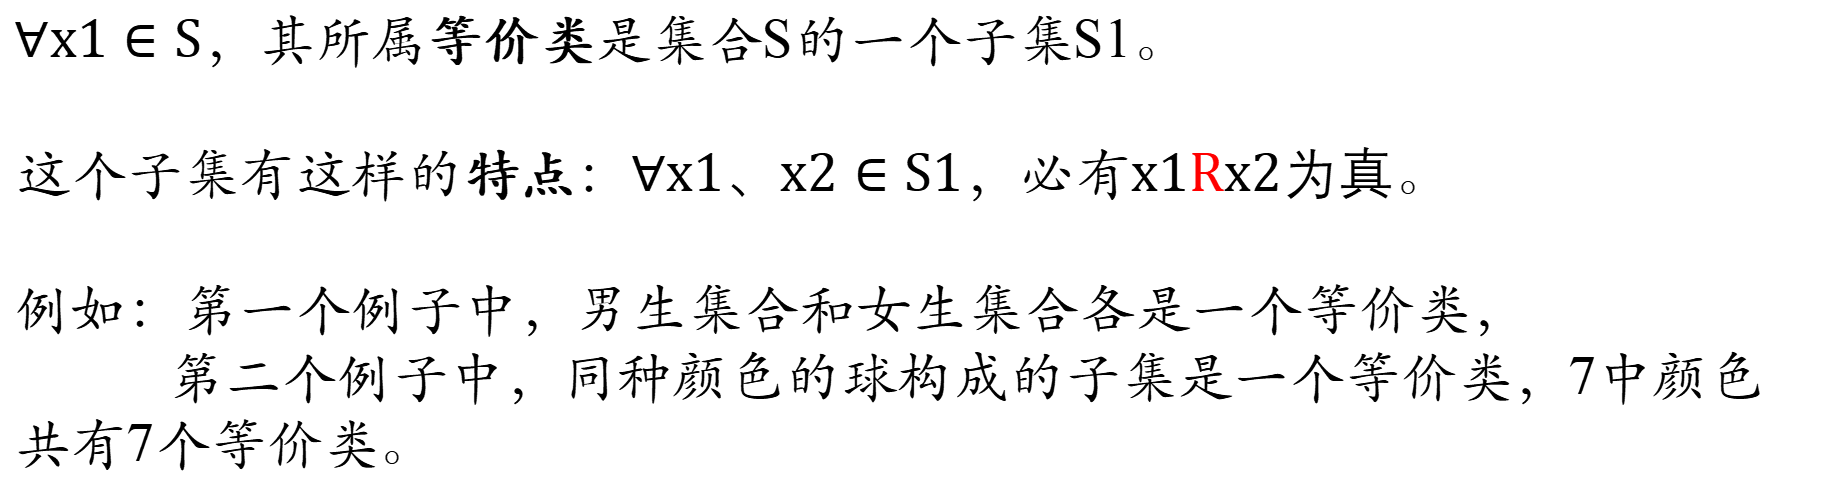 ∀x1 ∈ S，其所属等价类是集合S的一个子集S1。
这个子集有这样的特点：∀x1、x2 ∈ S1，必有x1Rx2为真。
例如：第一个例子中，男生集合和女生集合各是一个等价类，
第二个例子中，同种颜色的球构成的子集是一个等价类，7中颜色
共有7个等价类。